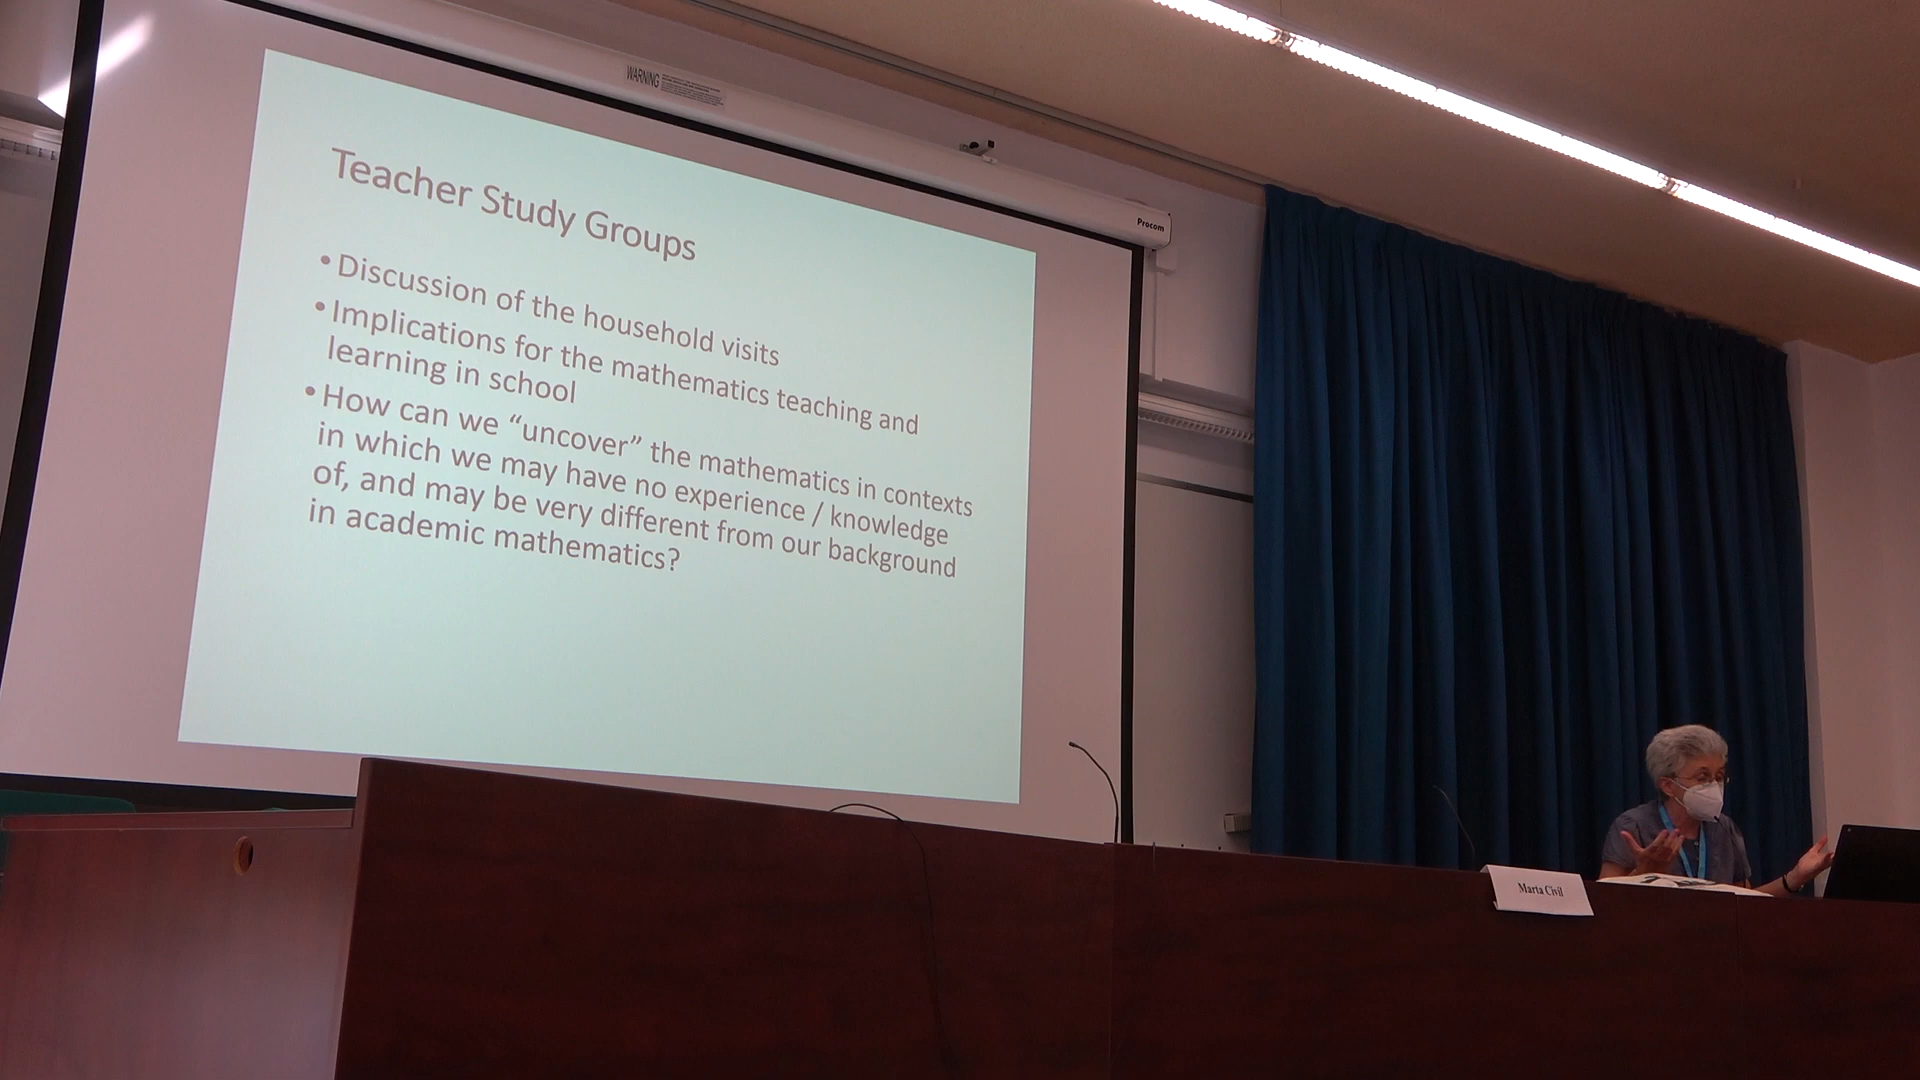 WARNING
Procom
Teacher Study Groups
• Discussion of the household visits
• Implications for the mathematics teaching and
learning in school
• How can we “uncover” the mathematics in contexts
in which we may have no experience / knowledge
of, and may be very different from our background
in academic mathematics?
Marta Civil